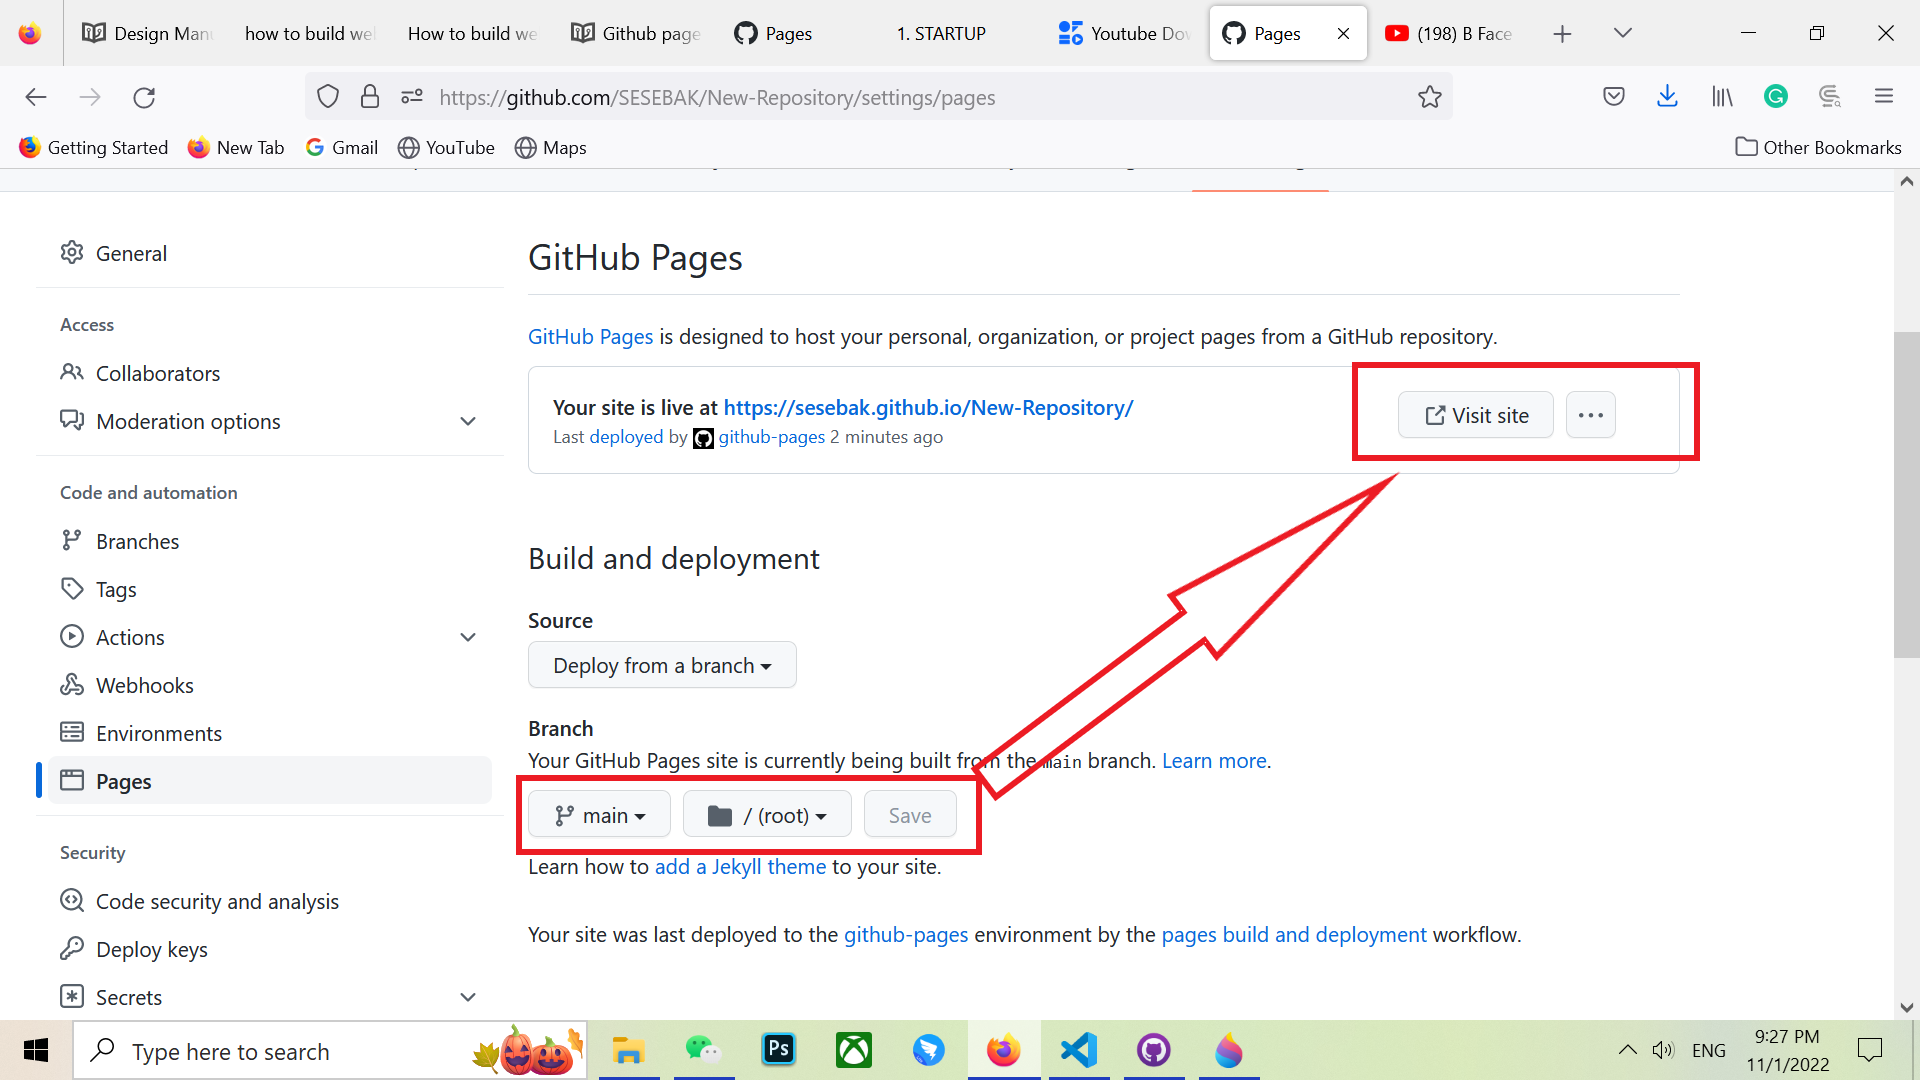 Design Man
how to build we
How to build we
Github page
Pages
1. STARTUP
Youtube Do
Pages
(198) B Face
https://github.com/SESEBAK/New-Repository/settings/pages
Getting Started
New Tab
Gmail
YouTube
Maps
Other Bookmarks
General
Access
Collaborators
Moderation options
Code and automation
Branches
Tags
Actions
Webhooks
Environments
Pages
Security
Code security and analysis
Deploy keys
Secrets
GitHub Pages
GitHub Pages is designed to host your personal, organization, or project pages from a GitHub repository.
Your site is live at https://sesebak.github.io/New-Repository/
Last deployed by github-pages 2 minutes ago
Visit site
Build and deployment
Source
Deploy from a branch
Branch
Your GitHub Pages site is currently being built from the main branch. Learn more.
main
/ (root)
Save
Learn how to add a Jekyll theme to your site.
Your site was last deployed to the github-pages environment by the pages build and deployment workflow.
Type here to search
Ps
ENG
9:27 PM
11/1/2022